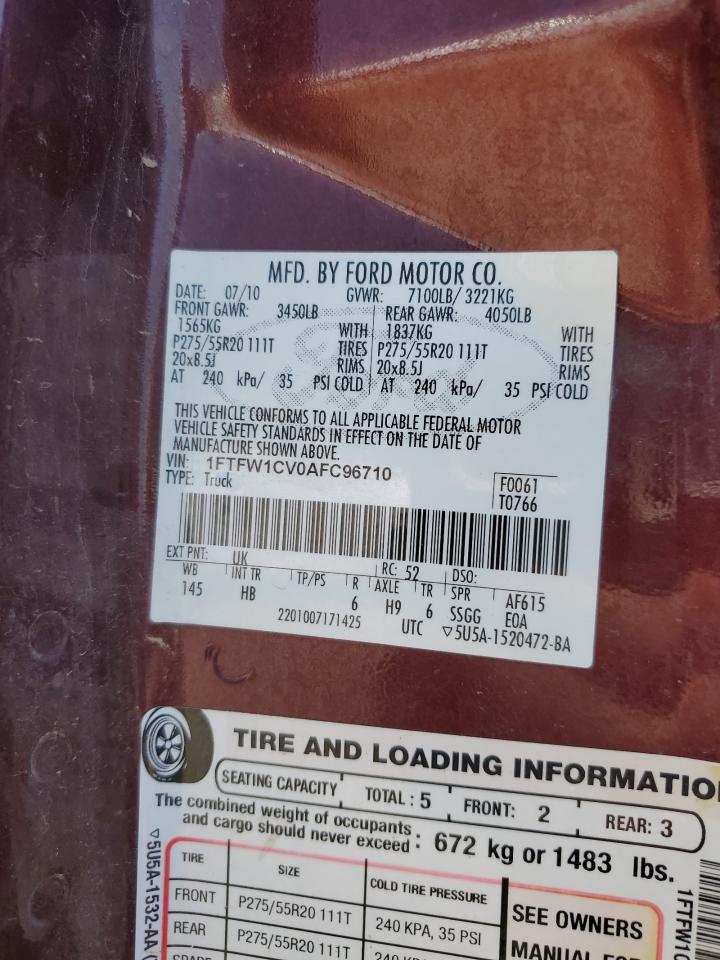 MFD. BY FORD MOTOR CO.
DATE: 07/10 GVWR: 7100LB/ 3221KG
FRONT GAWR: 3450LB REAR GAWR: 4050LB
1565KG WITH 1837KG WITH
P275/55R20 111T TIRES P275/55R20 111T TIRES
20x8.5J RIMS 20x8.5J RIMS
AT 240 kPa/ 35 PSI COLD AT 240 kPa/ 35 PSI COLD
THIS VEHICLE CONFORMS TO ALL APPLICABLE FEDERAL MOTOR
VEHICLE SAFETY STANDARDS IN EFFECT ON THE DATE OF
MANUFACTURE SHOWN ABOVE.
VIN: 1FTFW1CV0AFC96710
TYPE: Truck
F0061
T0766
EXT PNT: UK RC: 52 DSO:
WB INT TR TP/PS R AXLE TR SPR AF615
145 HB 6 H9 6 SSGG EOA
2201007171425 UTC ▽5U5A-1520472-BA
TIRE AND LOADING INFORMATIO
SEATING CAPACITY TOTAL : 5 FRONT: 2 REAR: 3
The combined weight of occupants
and cargo should never exceed : 672 kg or 1483 lbs.
TIRE SIZE COLD TIRE PRESSURE
FRONT P275/55R20 111T 240 KPA, 35 PSI
REAR P275/55R20 111T
SEE OWNERS
▽5U5A-1532-AA
1FTFW1C